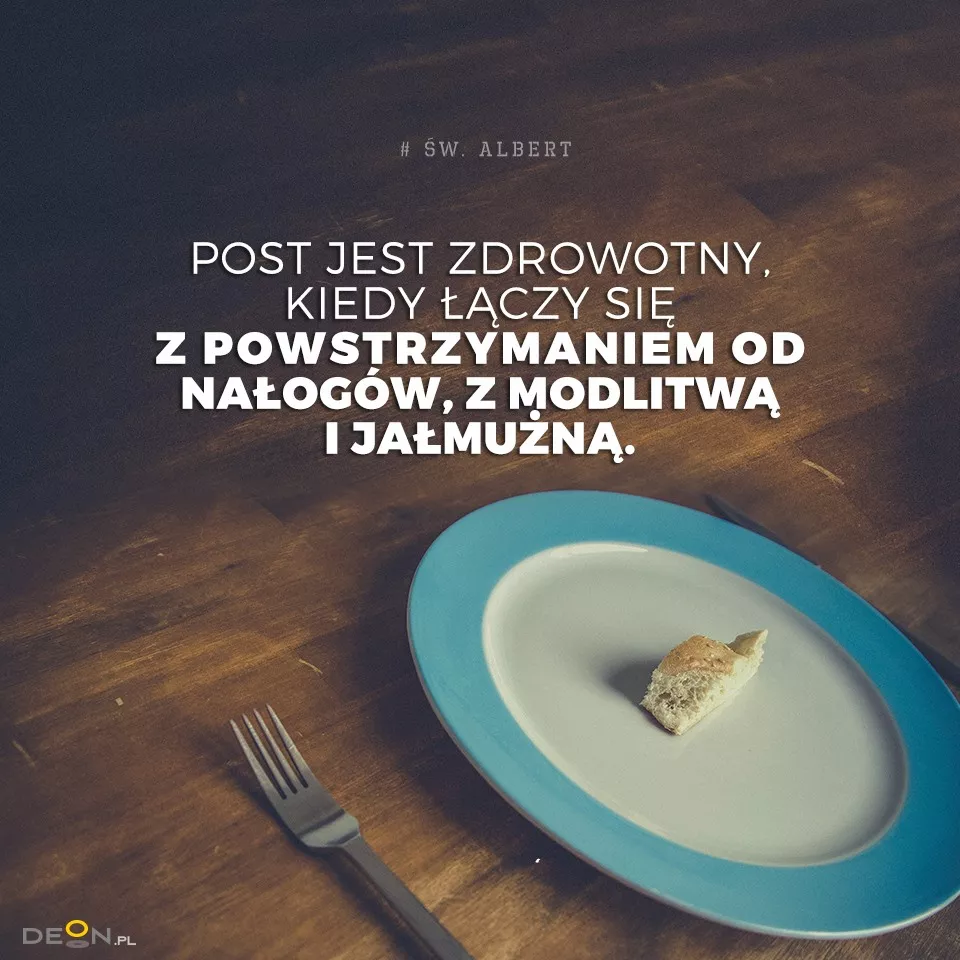 # ŚW. ALBERT
POST JEST ZDROWOTNY,
KIEDY ŁĄCZY SIĘ
Z POWSTRZYMANIEM OD
NAŁOGÓW, Z MODLITWĄ
I JAŁMUŻNĄ.
DEON.PL